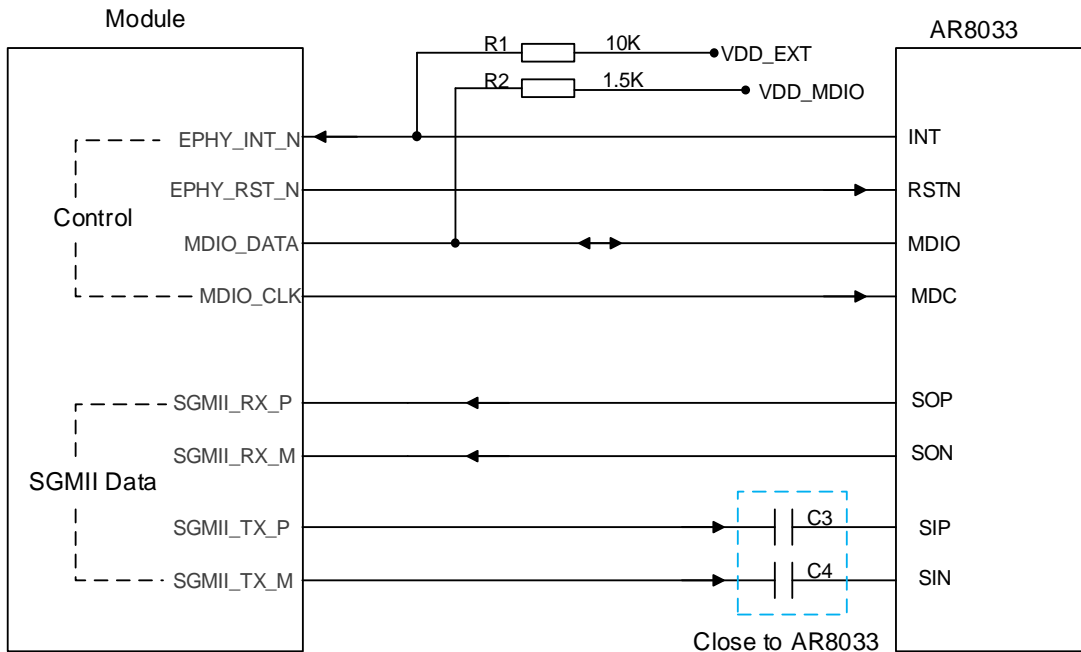 Module
AR8033
R1
10K
VDD_EXT
R2
1.5K
VDD_MDIO
EPHY_INT_N
INT
EPHY_RST_N
RSTN
Control
MDIO_DATA
MDIO
MDIO_CLK
MDC
SGMII_RX_P
SOP
SGMII_RX_M
SON
SGMII Data
SGMII_TX_P
C3
SIP
SGMII_TX_M
C4
SIN
Close to AR8033